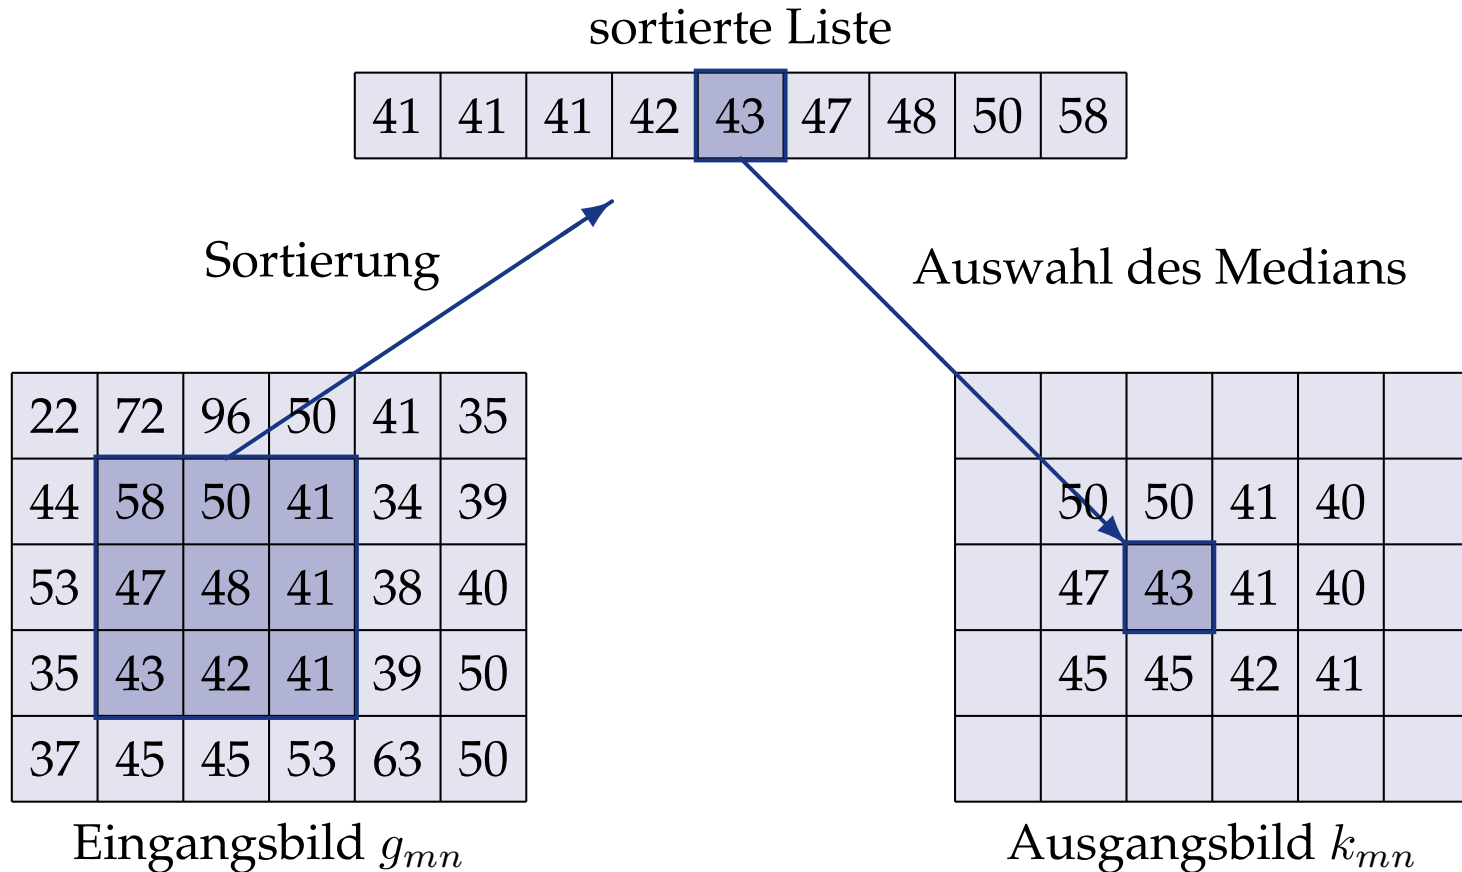 sortierte Liste
41 41 41 42 43 47 48 50 58
Sortierung
Auswahl des Medians
22 72 96 50 41 35
44 58 50 41 34 39
53 47 48 41 38 40
35 43 42 41 39 50
37 45 45 53 63 50
Eingangsbild gmn
50 50 41 40
47 43 41 40
45 45 42 41
Ausgangsbild kmn